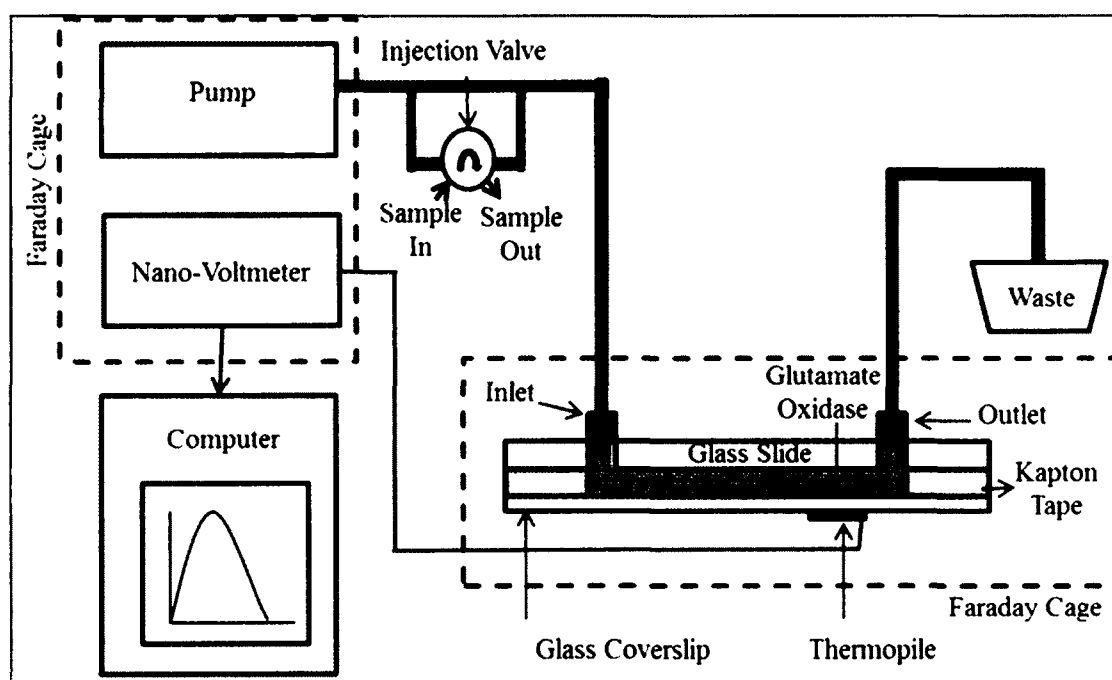 Faraday Cage
Pump
Injection Valve
Sample
In
Sample
Out
Nano-Voltmeter
Waste
Computer
Inlet
Glutamate
Oxidase
Outlet
Glass Slide
Kapton
Tape
Faraday Cage
Glass Coverslip
Thermopile